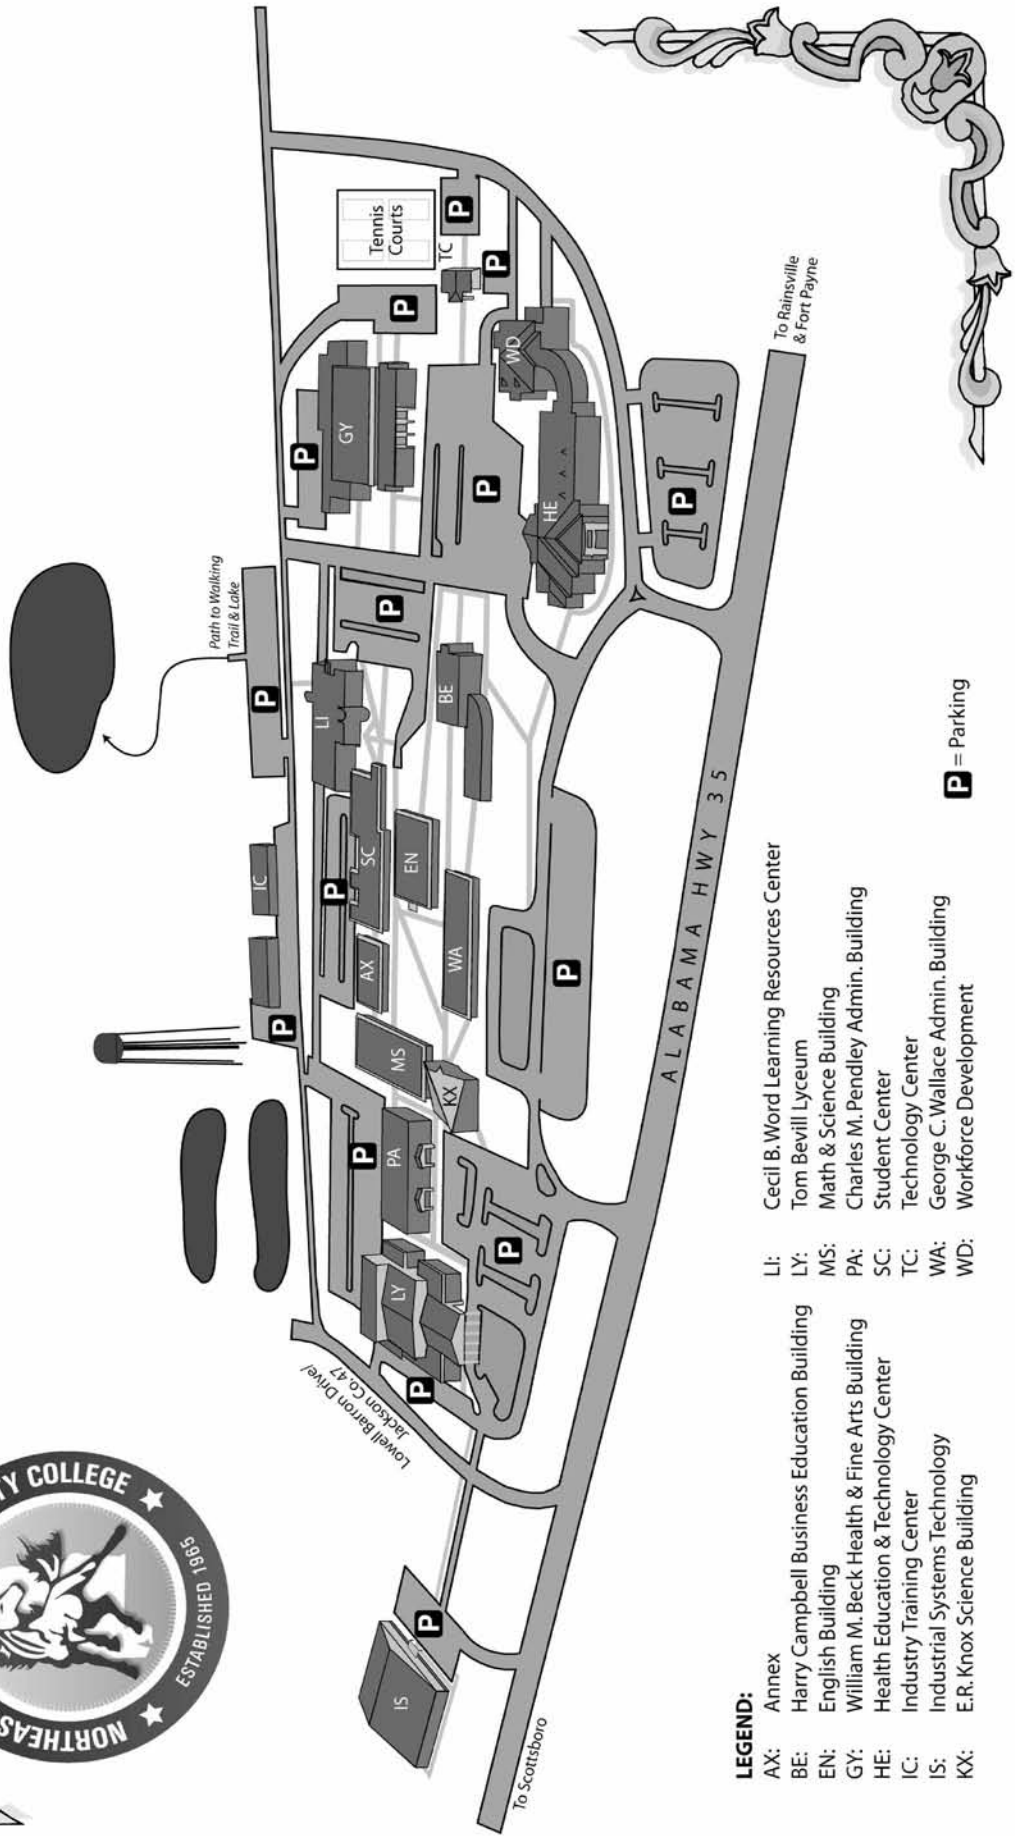 TY COLLEGE
ESTABLISHED 1965
NORTHEAS
Path to Walking
Trail & Lake
Tennis
Courts
TC
P
P
P
P
GY
WD
P
HE
P
P
P
LI
BE
IC
P
SC
EN
AX
WA
P
P
MS
KX
P
PA
P
LY
P
Lowell Barron Drive/
Jackson Co. 47
P
IS
To Scottsboro
ALABAMA HWY 35
To Rainsville
& Fort Payne
LEGEND:
AX: Annex
BE: Harry Campbell Business Education Building
EN: English Building
GY: William M. Beck Health & Fine Arts Building
HE: Health Education & Technology Center
IC: Industry Training Center
IS: Industrial Systems Technology
KX: E.R. Knox Science Building
LI: Cecil B. Word Learning Resources Center
LY: Tom Bevill Lyceum
MS: Math & Science Building
PA: Charles M. Pendley Admin. Building
SC: Student Center
TC: Technology Center
WA: George C. Wallace Admin. Building
WD: Workforce Development
P = Parking